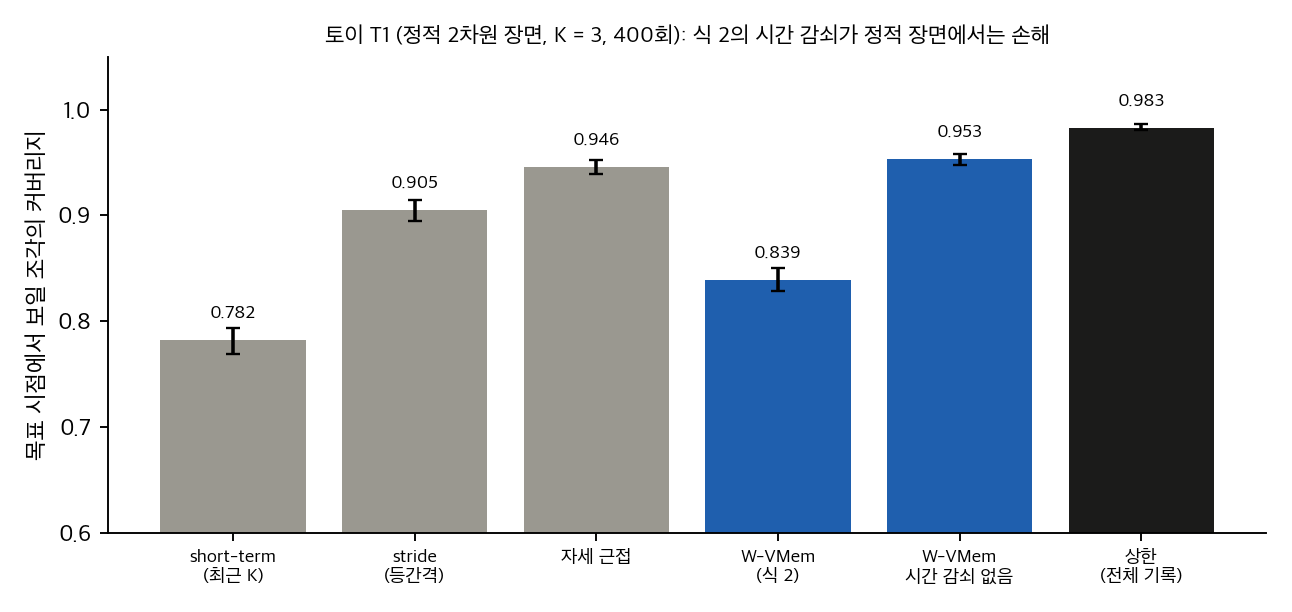 토이 T1 (정적 2차원 장면, K = 3, 400회): 식 2의 시간 감쇠가 정적 장면에서는 손해
목표 시점에서 보일 조각의 커버리지
1.0
0.9
0.8
0.7
0.6
0.782
0.905
0.946
0.839
0.953
0.983
short-term
(최근 K)
stride
(등간격)
자세 근접
W-VMem
(식 2)
W-VMem
시간 감쇠 없음
상한
(전체 기록)